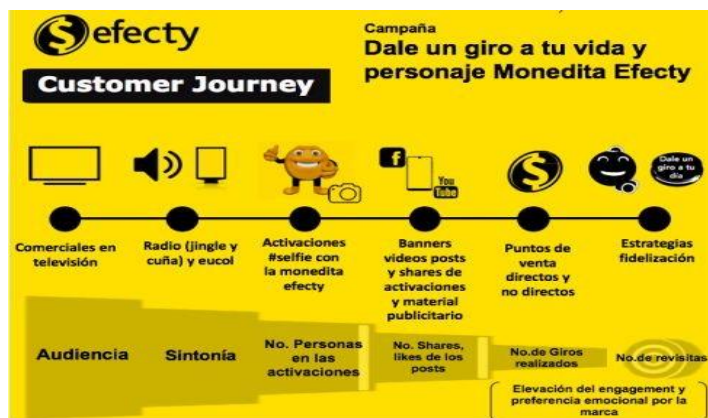 efecty
Campaña
Dale un giro a tu vida y
personaje Monedita Efecty
Customer Journey
f
You
Tube
Dale un
giro a tu
día
Comerciales en
televisión
Radio (jingle y
cuña) y eucol
Activaciones
#selfie con
la monedita
efecty
Banners
videos posts
y shares de
activaciones
y material
publicitario
Puntos de
venta
directos y
no directos
Estrategias
fidelización
Audiencia
Sintonía
No. Personas
en las
activaciones
No. Shares,
likes de los
posts
No.de Giros
realizados
No.de revisitas
Elevación del engagement y
preferencia emocional por la
marca